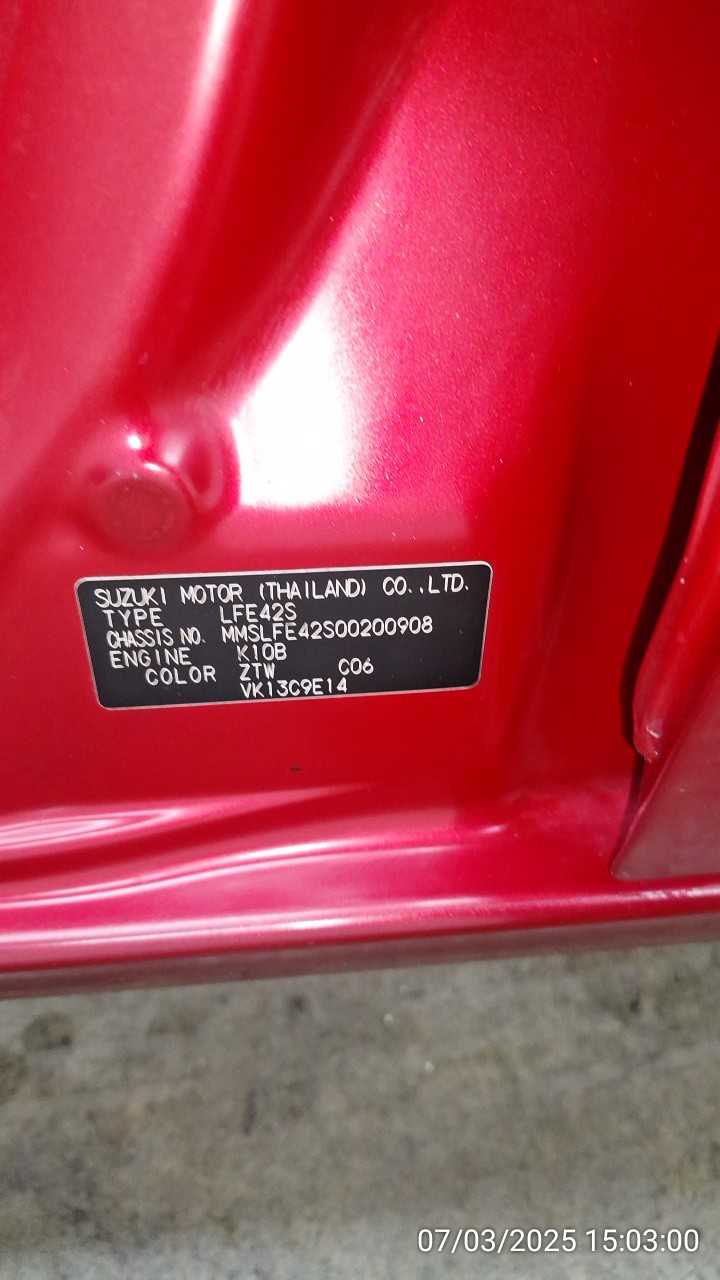 SUZUKI MOTOR (THAILAND) CO.,LTD.
TYPE LFE42S
CHASSIS NO. MMSLFE42S00200908
ENGINE K10B
COLOR ZTW C06
VK13C9E14
07/03/2025 15:03:00